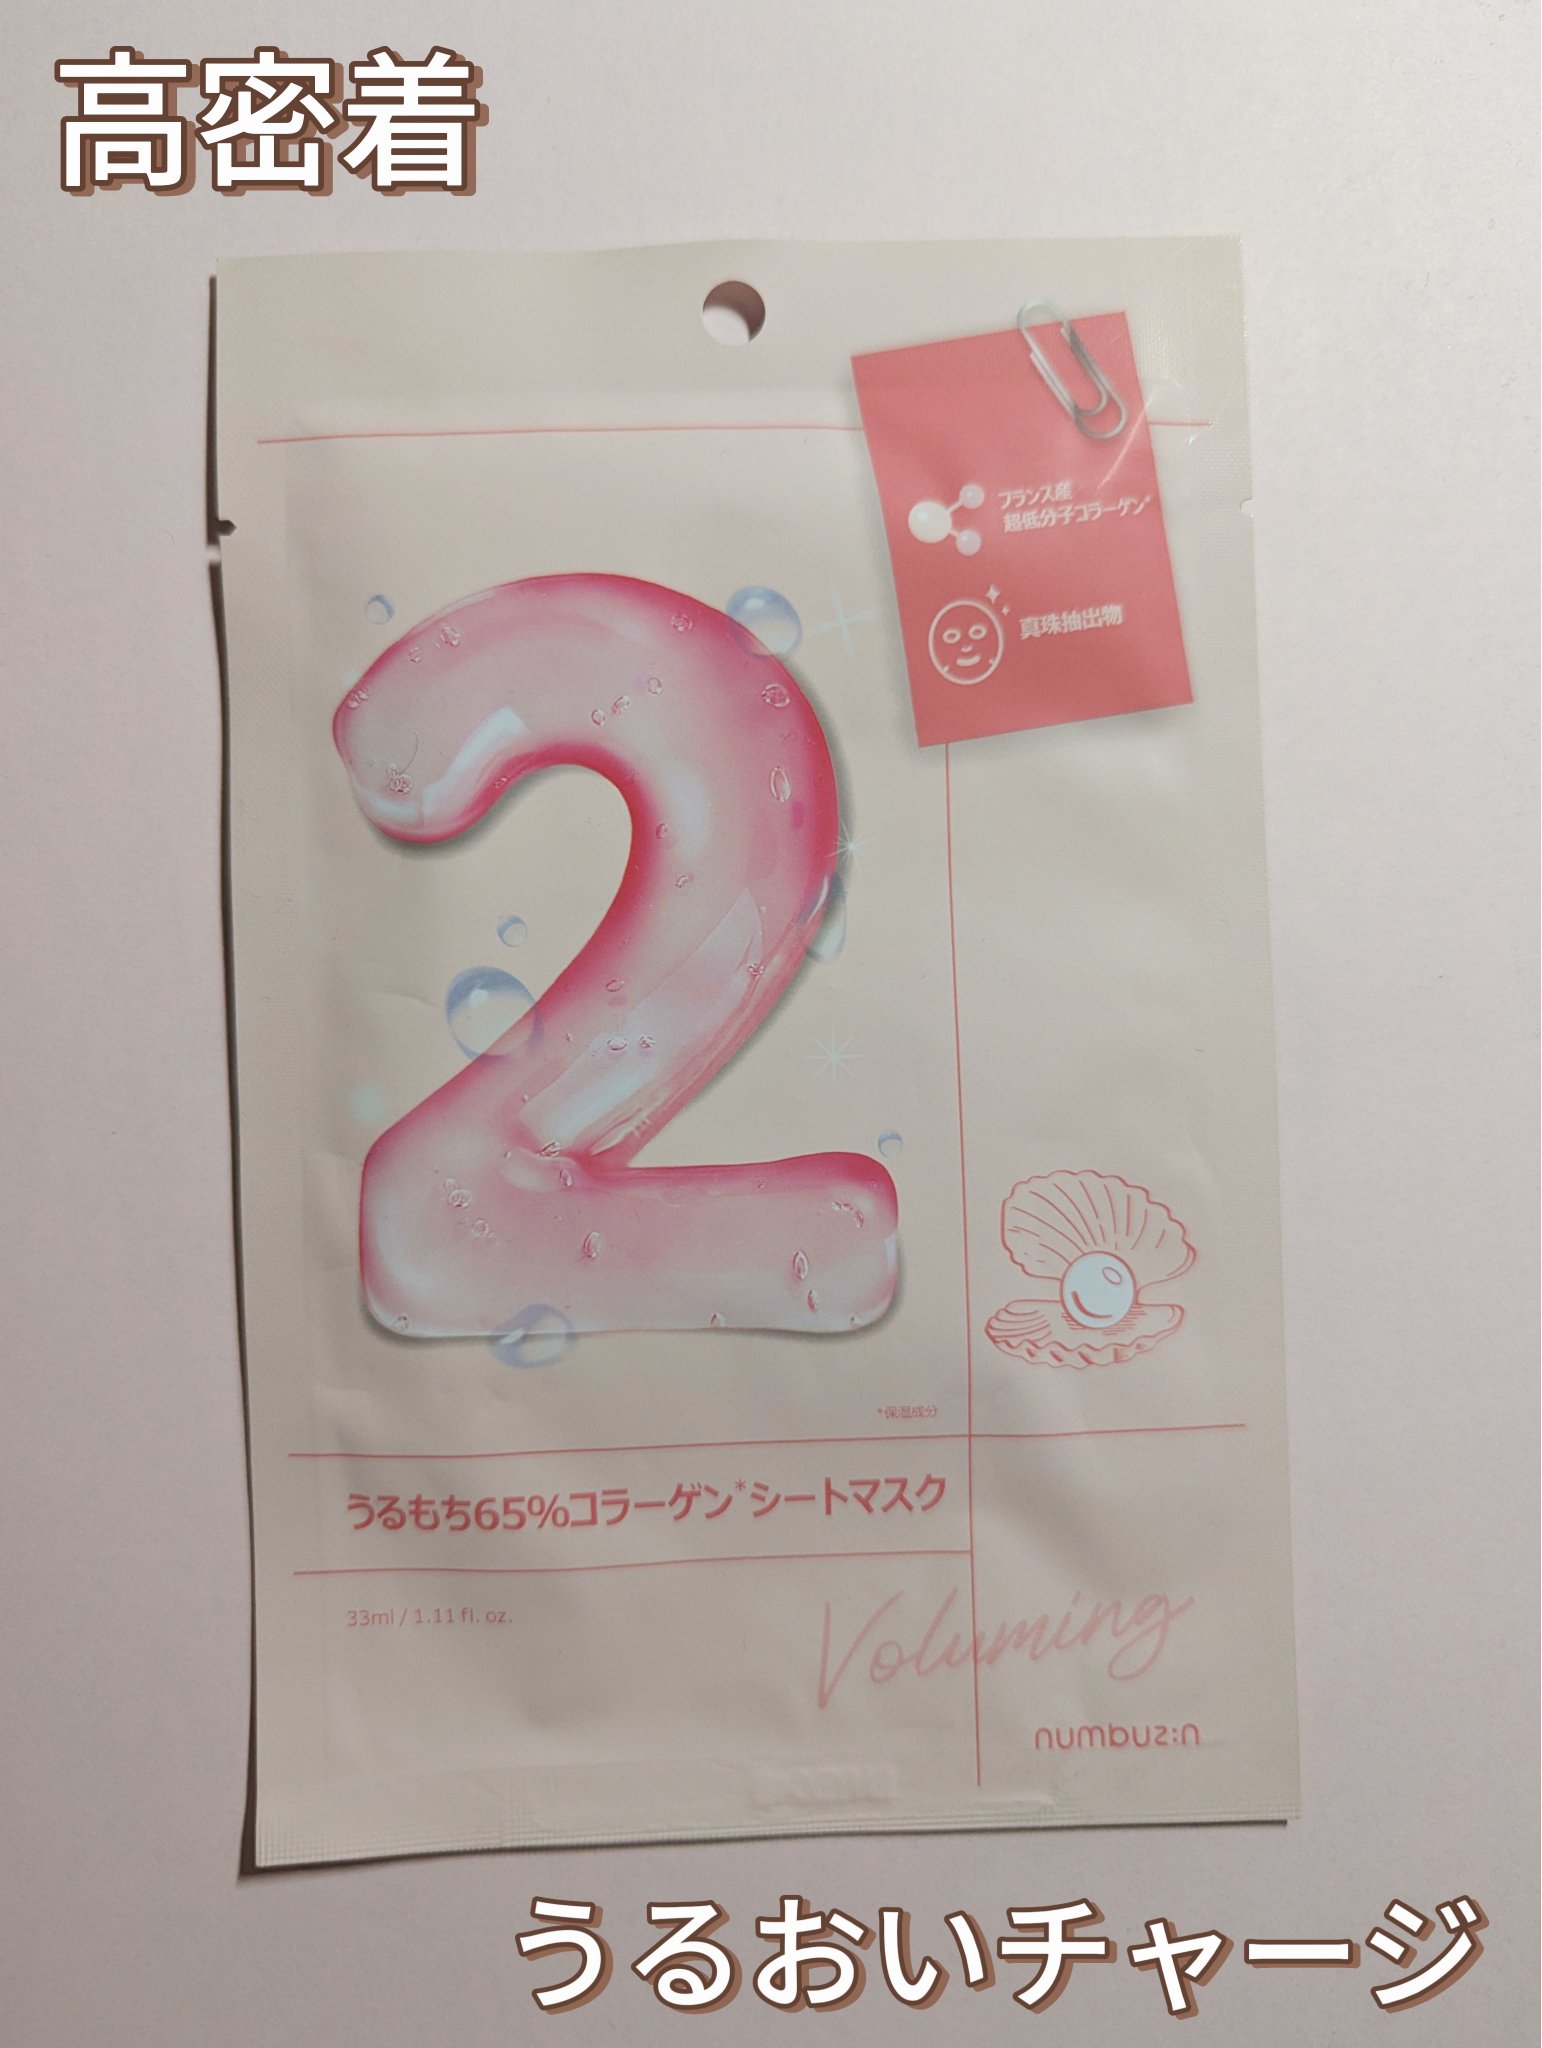 高密着
フランス産
超低分子コラーゲン*
真珠抽出物
2
*保湿成分
うるもち65%コラーゲン*シートマスク
33ml / 1.11 fl. oz.
Voluming
numbuz:n
うるおいチャージ